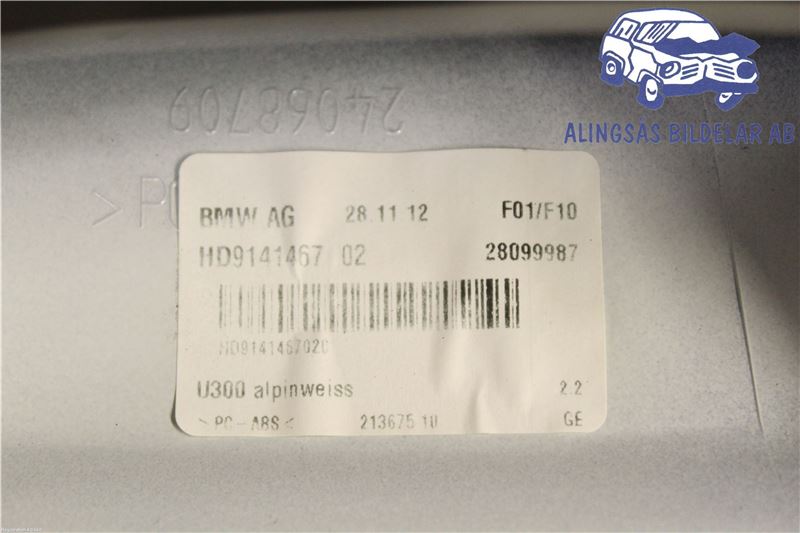 ALINGSÅS BILDELAR AB
24068709
>PC
BMW AG 28.11 12 F01/F10
HD9141467 02 28099987
HD914146702
U300 alpinweiss 2.2
>PC-ABS< 213675 10 GE